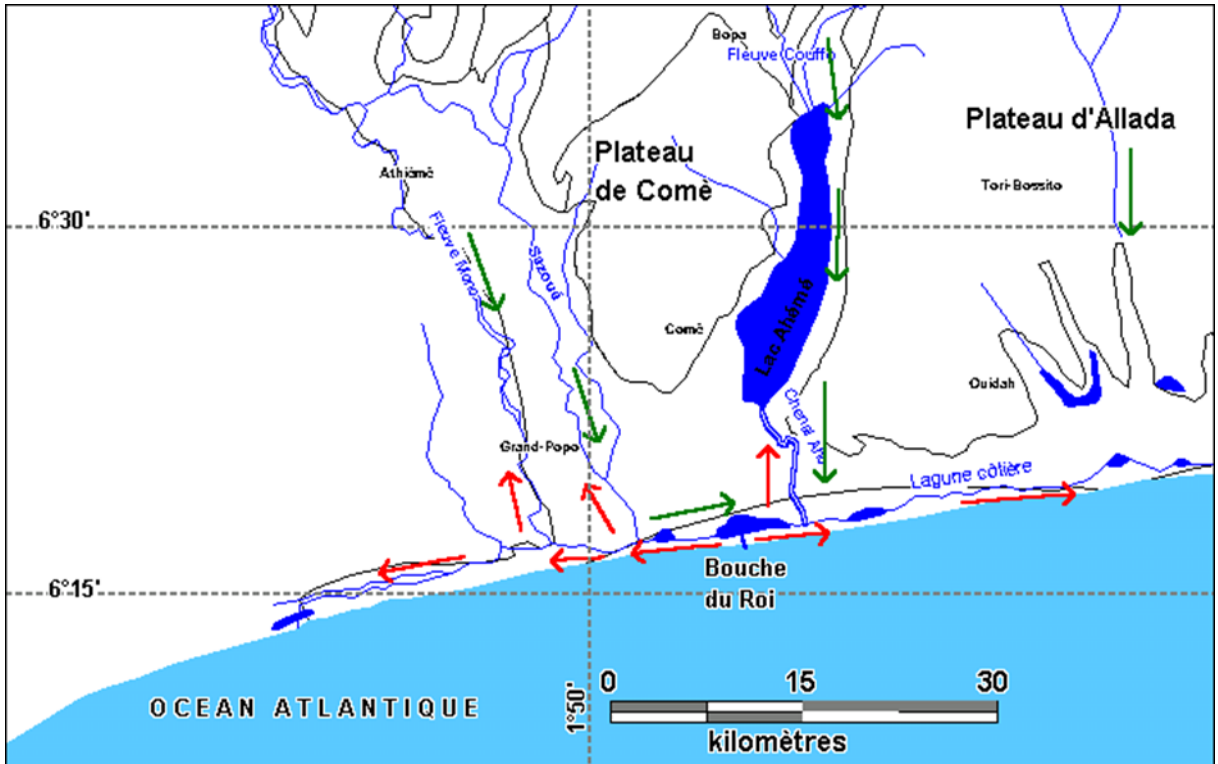 Bopa
Fleuve Couffo
Plateau d'Allada
Plateau
de Comè
Athiémé
Tori-Bossito
6°30'
Fleuve Mono
Sazoué
Lac Ahémé
Comè
Ouidah
Chenal Aho
Grand-Popo
Lagune côtière
Bouche
du Roi
6°15'
1°50'
OCEAN ATLANTIQUE
0 15 30
kilomètres